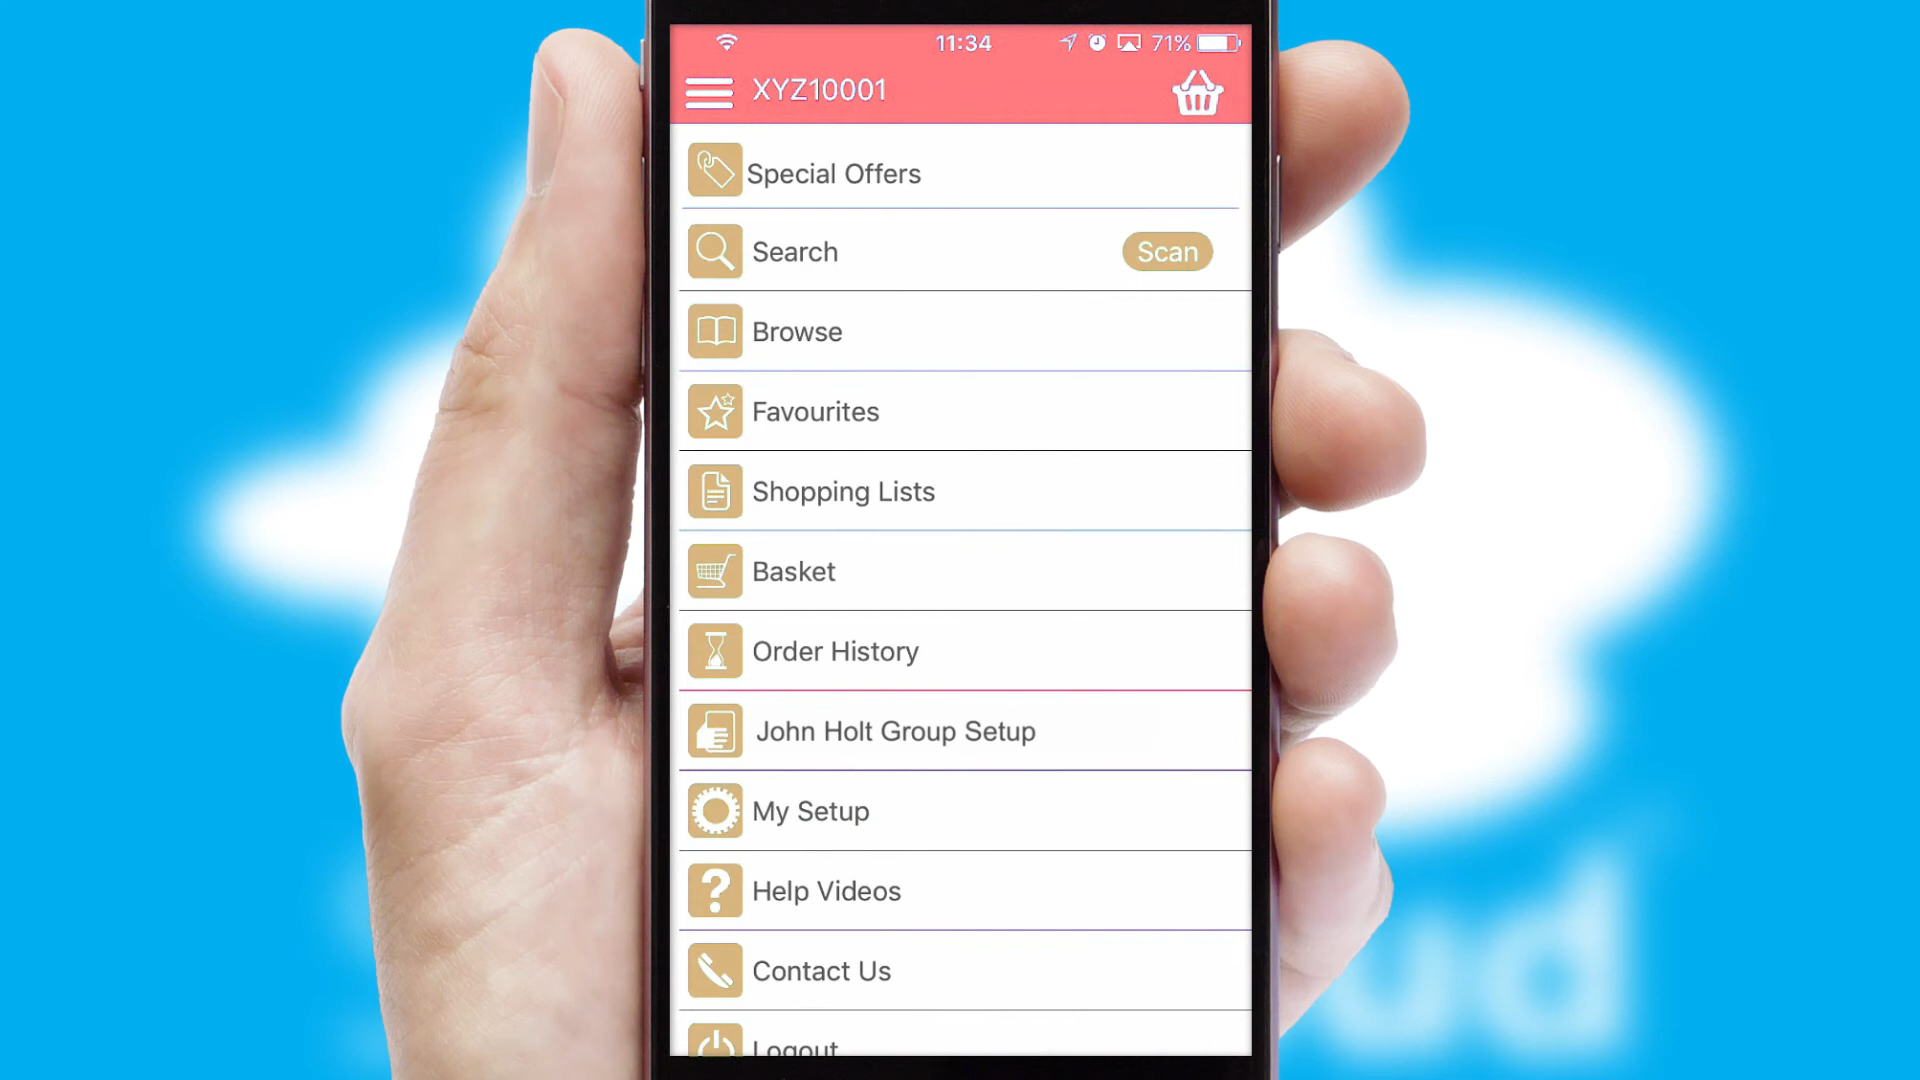 11:34
71%
XYZ10001
Special Offers
Search
Scan
Browse
Favourites
Shopping Lists
Basket
Order History
John Holt Group Setup
My Setup
Help Videos
Contact Us
Logout
ud